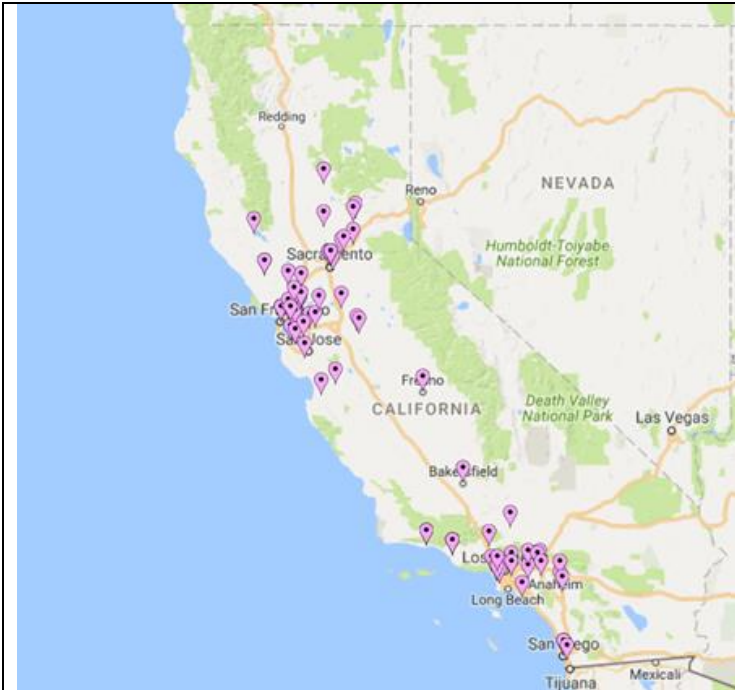 Redding
Reno
NEVADA
Humboldt-Toiyabe
National Forest
Sacramento
San Francisco
San Jose
Fresno
CALIFORNIA
Death Valley
National Park
Las Vegas
Bakersfield
Los
Anaheim
Long Beach
San Diego
Tijuana
Mexicali